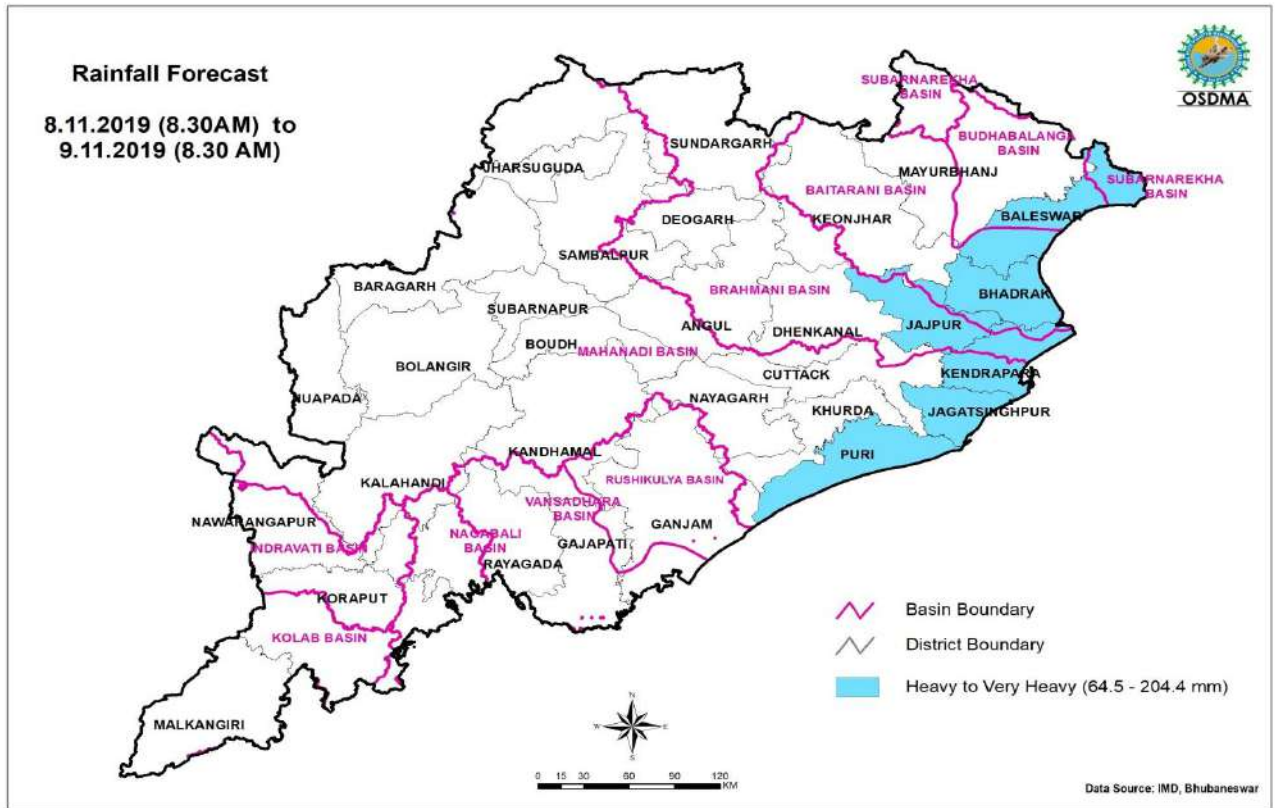 Rainfall Forecast
8.11.2019 (8.30AM) to
9.11.2019 (8.30 AM)
OSDMA
SUBARNAREKHA
BASIN
SUNDARGARH
BUDHABALANGA
BASIN
JHARSUGUDA
MAYURBHANJ
SUBARNAREKHA
BASIN
BAITARANI BASIN
DEOGARH
KEONJHAR
BALESWAR
SAMBALPUR
BARAGARH
BRAHMANI BASIN
BHADRAK
SUBARNAPUR
ANGUL
DHENKANAL
JAJPUR
BOUDH
MAHANADI BASIN
BOLANGIR
CUTTACK
KENDRAPARA
NUAPADA
NAYAGARH
KHURDA
JAGATSINGHPUR
KANDHAMAL
PURI
KALAHANDI
RUSHIKULYA BASIN
VANSADHARA
BASIN
NAWARANGAPUR
GANJAM
NAGABALI
BASIN
INDRAVATI BASIN
GAJAPATI
RAYAGADA
KORAPUT
KOLAB BASIN
MALKANGIRI
Basin Boundary
District Boundary
Heavy to Very Heavy (64.5 - 204.4 mm)
N
W
E
S
0 15 30 60 90 120
KM
Data Source: IMD, Bhubaneswar